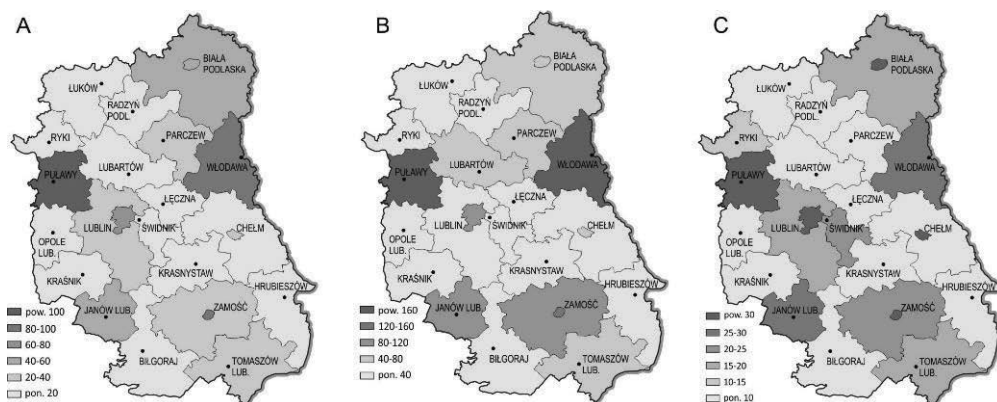 A
BIAŁA
PODLASKA
ŁUKÓW
RADZYŃ
PODL.
RYKI
PARCZEW
LUBARTÓW
WŁODAWA
PUŁAWY
ŁĘCZNA
LUBLIN
ŚWIDNIK
CHEŁM
OPOLE
LUB.
KRAŚNIK
KRASNYSTAW
HRUBIESZÓW
JANÓW LUB.
ZAMOŚĆ
BIŁGORAJ
TOMASZÓW
LUB.
pow. 100
80-100
60-80
40-60
20-40
pon. 20
B
BIAŁA
PODLASKA
ŁUKÓW
RADZYŃ
PODL.
RYKI
PARCZEW
LUBARTÓW
WŁODAWA
PUŁAWY
ŁĘCZNA
LUBLIN
ŚWIDNIK
CHEŁM
OPOLE
LUB.
KRAŚNIK
KRASNYSTAW
HRUBIESZÓW
JANÓW LUB.
ZAMOŚĆ
BIŁGORAJ
TOMASZÓW
LUB.
pow. 160
120-160
80-120
40-80
pon. 40
C
BIAŁA
PODLASKA
ŁUKÓW
RADZYŃ
PODL.
RYKI
PARCZEW
LUBARTÓW
WŁODAWA
PUŁAWY
ŁĘCZNA
LUBLIN
ŚWIDNIK
CHEŁM
OPOLE
LUB.
KRAŚNIK
KRASNYSTAW
HRUBIESZÓW
JANÓW LUB.
ZAMOŚĆ
BIŁGORAJ
TOMASZÓW
LUB.
pow. 30
25-30
20-25
15-20
10-15
pon. 10